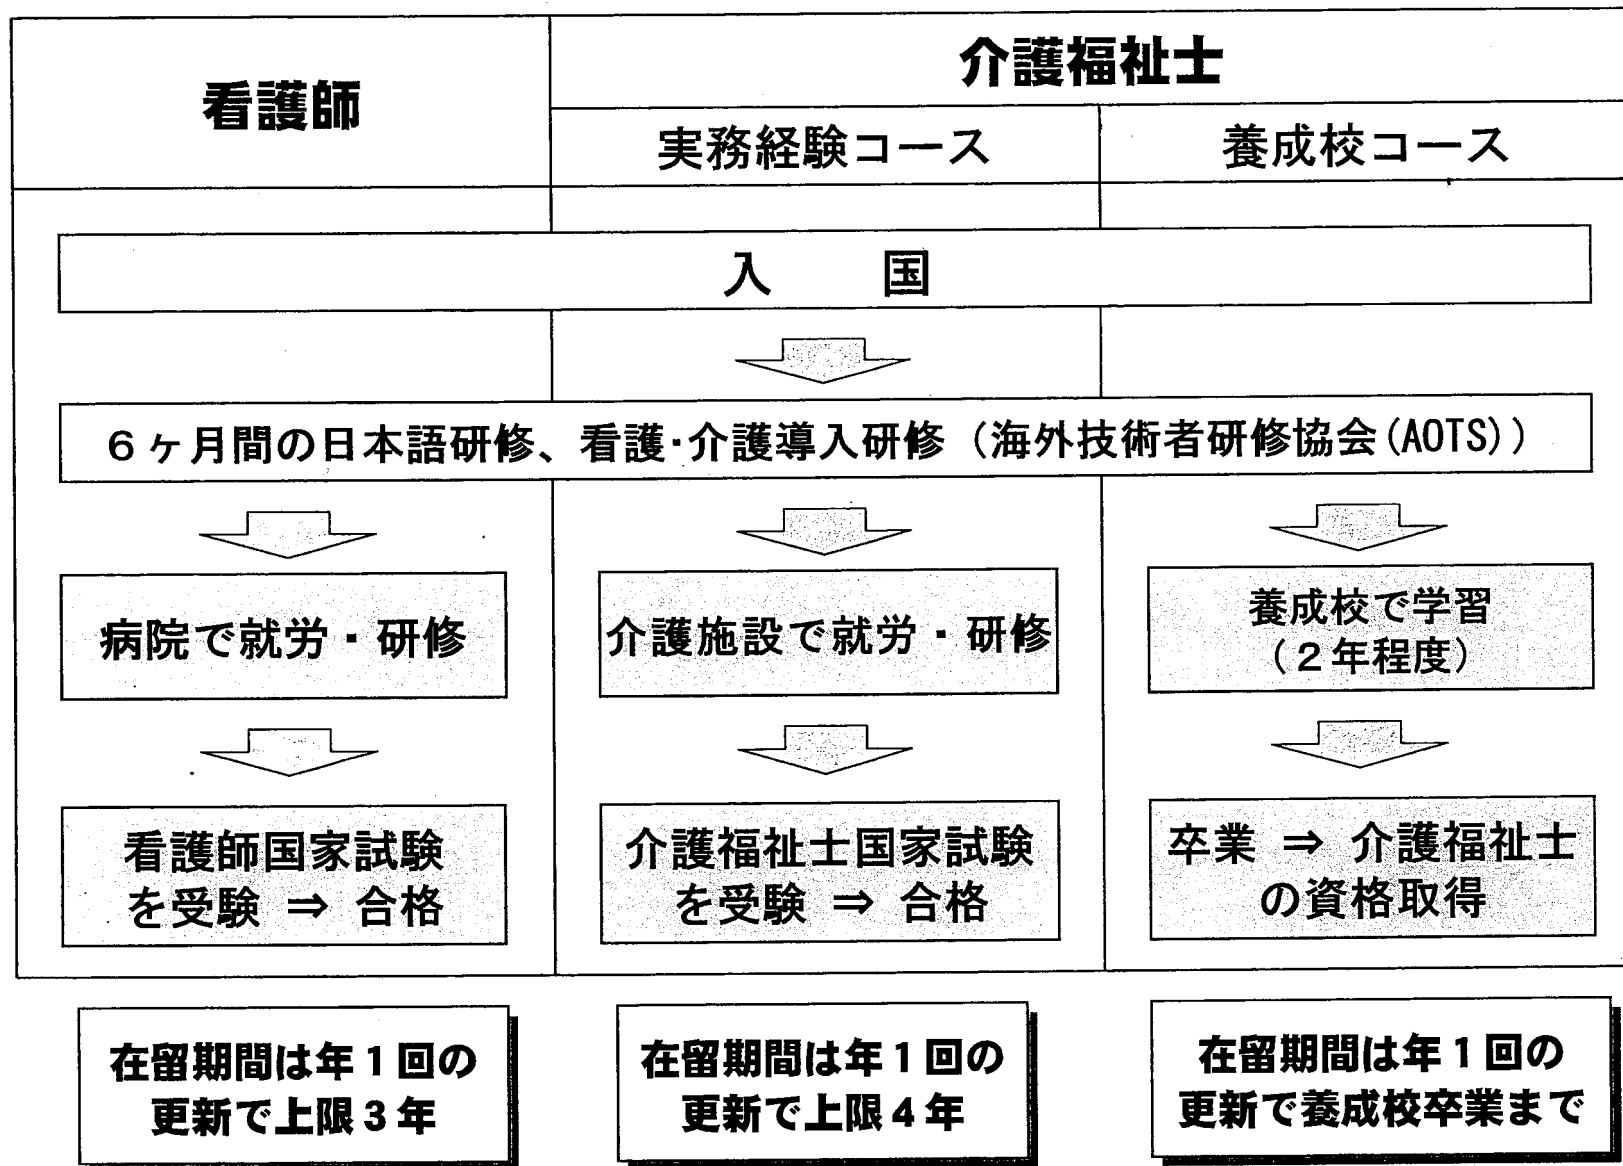 看護師
介護福祉士
実務経験コース
養成校コース
入　国
６ヶ月間の日本語研修、看護・介護導入研修（海外技術者研修協会(AOTS)）
病院で就労・研修
介護施設で就労・研修
養成校で学習
（２年程度）
看護師国家試験
を受験 ⇒ 合格
介護福祉士国家試験
を受験 ⇒ 合格
卒業 ⇒ 介護福祉士
の資格取得
在留期間は年１回の
更新で上限３年
在留期間は年１回の
更新で上限４年
在留期間は年１回の
更新で養成校卒業まで